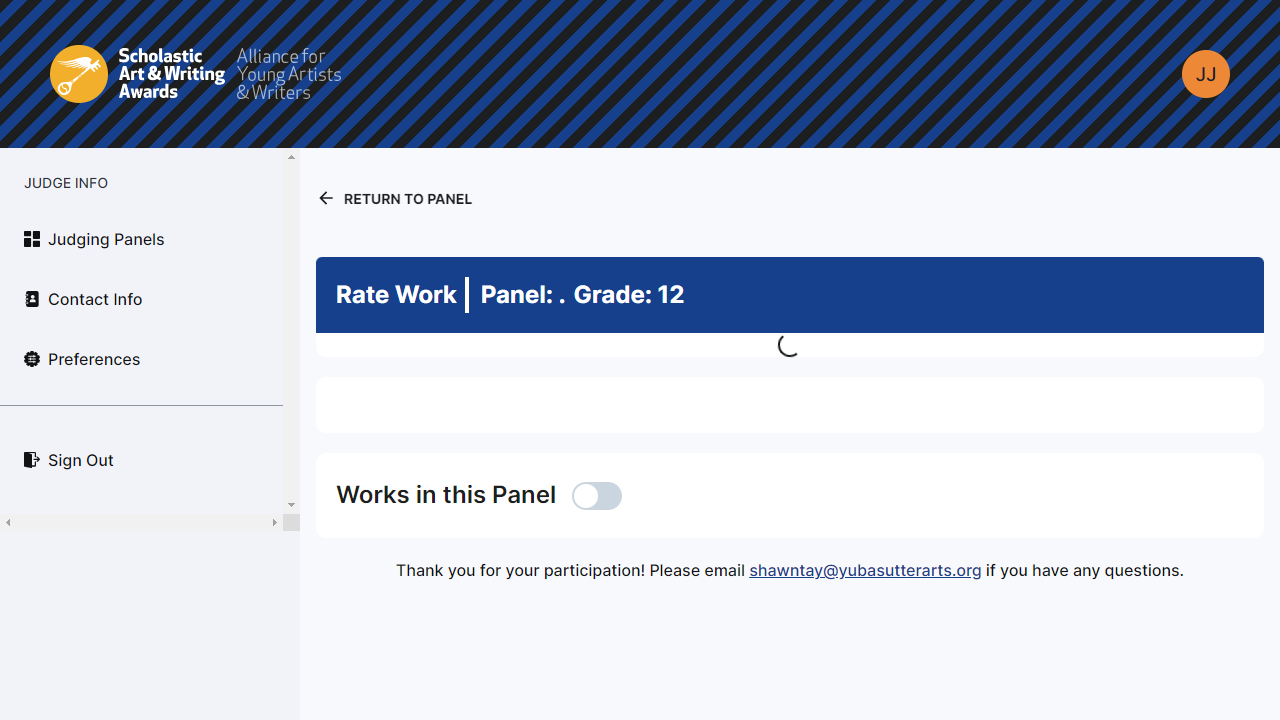 Scholastic
Art & Writing
Awards
Alliance for
Young Artists
& Writers
JJ
JUDGE INFO
Judging Panels
Contact Info
Preferences
Sign Out
RETURN TO PANEL
Rate Work Panel: . Grade: 12
Works in this Panel
Thank you for your participation! Please email shawntay@yubasutterarts.org if you have any questions.